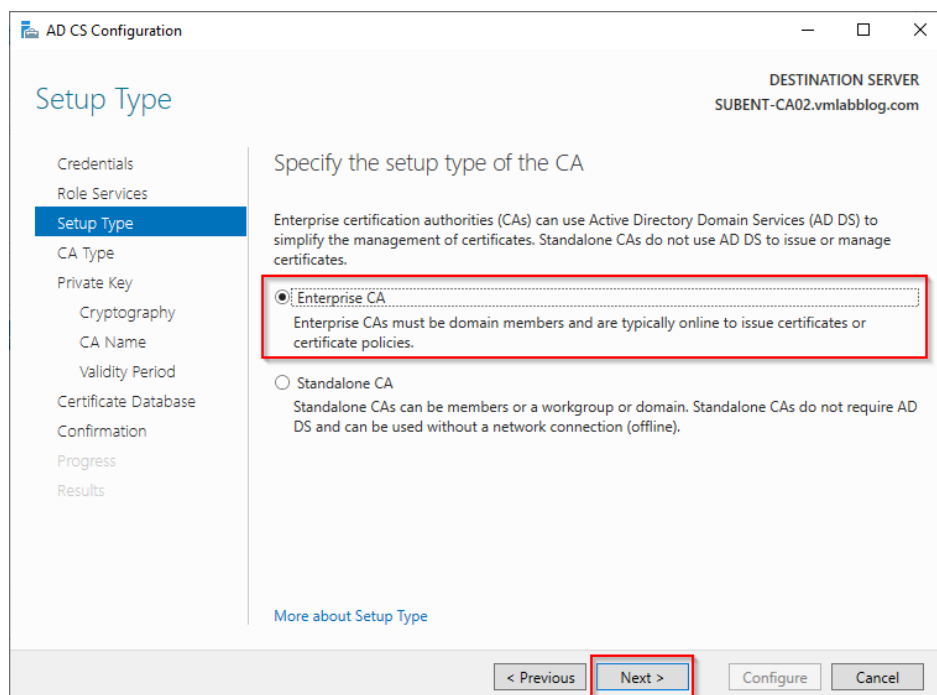 AD CS Configuration
DESTINATION SERVER
SUBENT-CA02.vmlabblog.com
Setup Type
Credentials
Role Services
Setup Type
CA Type
Private Key
Cryptography
CA Name
Validity Period
Certificate Database
Confirmation
Progress
Results
Specify the setup type of the CA
Enterprise certification authorities (CAs) can use Active Directory Domain Services (AD DS) to
simplify the management of certificates. Standalone CAs do not use AD DS to issue or manage
certificates.
Enterprise CA
Enterprise CAs must be domain members and are typically online to issue certificates or
certificate policies.
Standalone CA
Standalone CAs can be members or a workgroup or domain. Standalone CAs do not require AD
DS and can be used without a network connection (offline).
More about Setup Type
< Previous
Next >
Configure
Cancel